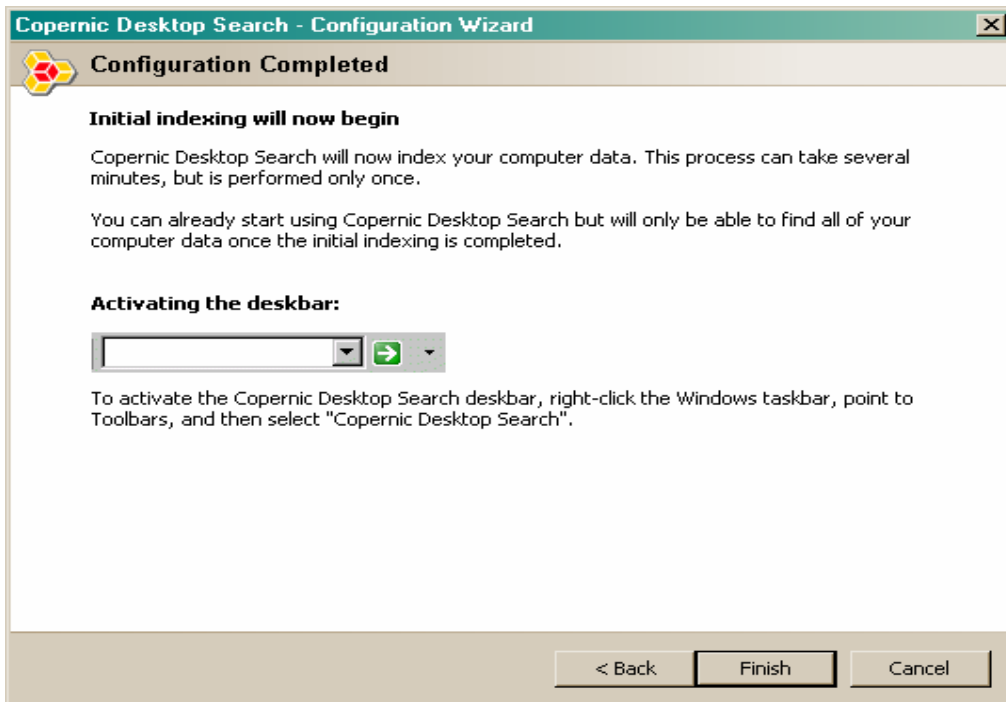 Copernic Desktop Search - Configuration Wizard
Configuration Completed
Initial indexing will now begin
Copernic Desktop Search will now index your computer data. This process can take several
minutes, but is performed only once.
You can already start using Copernic Desktop Search but will only be able to find all of your
computer data once the initial indexing is completed.
Activating the deskbar:
To activate the Copernic Desktop Search deskbar, right-click the Windows taskbar, point to
Toolbars, and then select "Copernic Desktop Search".
< Back Finish Cancel